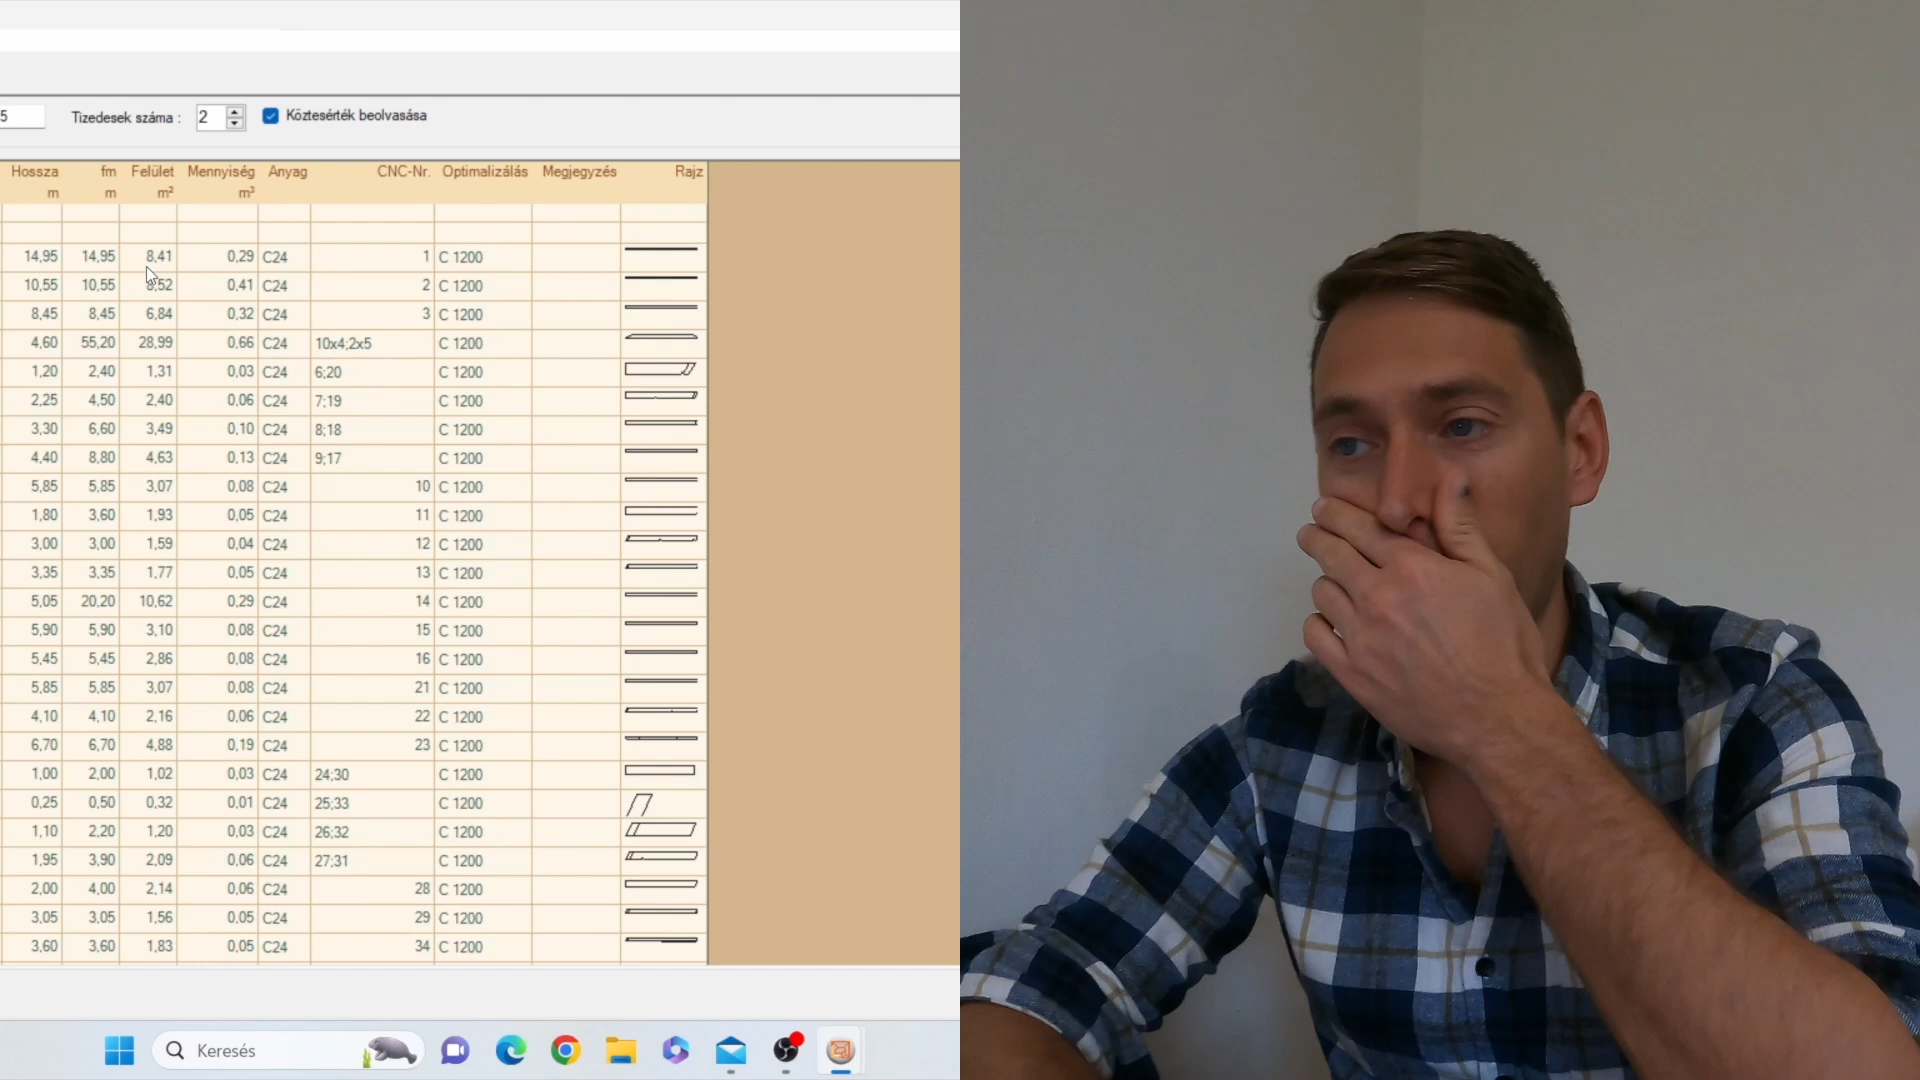 5 Tizedesek száma : 2 Köztesérték beolvasása
Hossza fm Felület Mennyiség Anyag CNC-Nr. Optimalizálás Megjegyzés Rajz
m m m² m³
14,95 14,95 8,41 0,29 C24 1 C 1200
10,55 10,55 8,52 0,41 C24 2 C 1200
8,45 8,45 6,84 0,32 C24 3 C 1200
4,60 55,20 28,99 0,66 C24 10x4;2x5 C 1200
1,20 2,40 1,31 0,03 C24 6;20 C 1200
2,25 4,50 2,40 0,06 C24 7;19 C 1200
3,30 6,60 3,49 0,10 C24 8;18 C 1200
4,40 8,80 4,63 0,13 C24 9;17 C 1200
5,85 5,85 3,07 0,08 C24 10 C 1200
1,80 3,60 1,93 0,05 C24 11 C 1200
3,00 3,00 1,59 0,04 C24 12 C 1200
3,35 3,35 1,77 0,05 C24 13 C 1200
5,05 20,20 10,62 0,29 C24 14 C 1200
5,90 5,90 3,10 0,08 C24 15 C 1200
5,45 5,45 2,86 0,08 C24 16 C 1200
5,85 5,85 3,07 0,08 C24 21 C 1200
4,10 4,10 2,16 0,06 C24 22 C 1200
6,70 6,70 4,88 0,19 C24 23 C 1200
1,00 2,00 1,02 0,03 C24 24;30 C 1200
0,25 0,50 0,32 0,01 C24 25;33 C 1200
1,10 2,20 1,20 0,03 C24 26;32 C 1200
1,95 3,90 2,09 0,06 C24 27;31 C 1200
2,00 4,00 2,14 0,06 C24 28 C 1200
3,05 3,05 1,56 0,05 C24 29 C 1200
3,60 3,60 1,83 0,05 C24 34 C 1200
Keresés